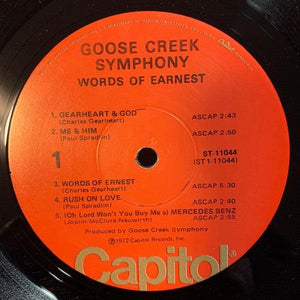 GOOSE CREEK
SYMPHONY
WORDS OF EARNEST
1. GEARHEART & GOD ASCAP 2:43
(Charles Gearheart)
2. ME & HIM ASCAP 2:50
(Paul Spradlin)
1 ST-11044
(ST1-11044)
3. WORDS OF ERNEST ASCAP 5:30
(Charles Gearheart)
4. RUSH ON LOVE ASCAP 2:40
(Paul Spradlin)
5. (Oh Lord Won't You Buy Me a) MERCEDES BENZ ASCAP 2:55
(Joplin-McClure-Neuwirth)
Produced by Goose Creek Symphony
℗1972 Capitol Records, Inc.
Capitol®